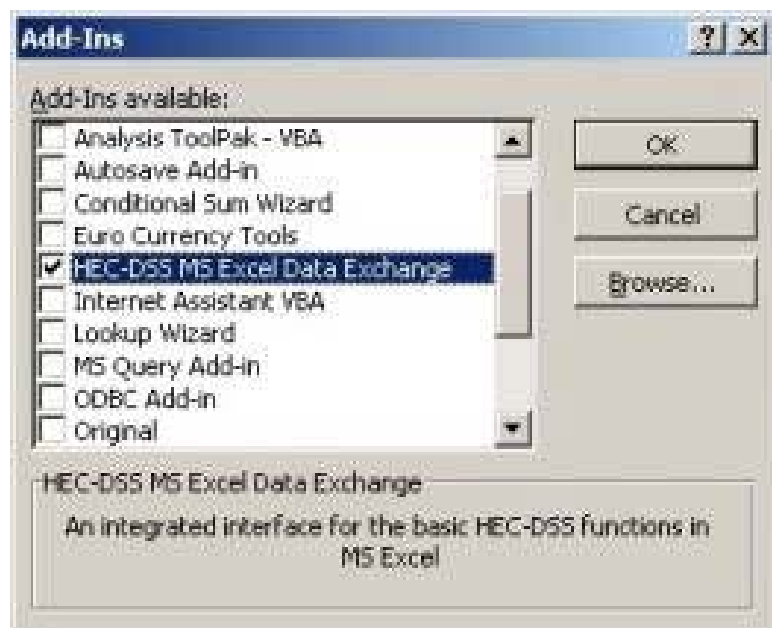 Add-Ins
Add-Ins available:
Analysis ToolPak - VBA
Autosave Add-in
Conditional Sum Wizard
Euro Currency Tools
HEC-DSS MS Excel Data Exchange
Internet Assistant VBA
Lookup Wizard
MS Query Add-in
ODBC Add-in
Original
OK
Cancel
Browse...
HEC-DSS MS Excel Data Exchange
An integrated interface for the basic HEC-DSS functions in
MS Excel